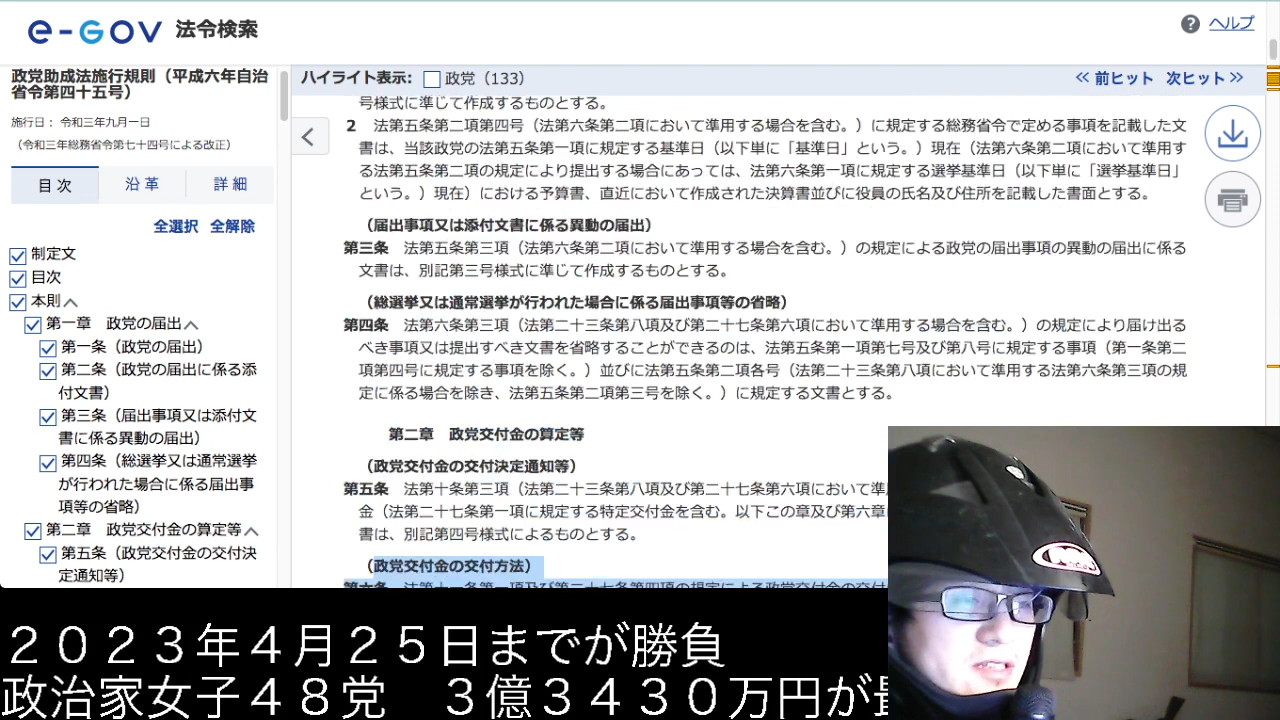 e-GOV 法令検索
? ヘルプ
政党助成法施行規則（平成六年自治
省令第四十五号）
施行日： 令和三年九月一日
（令和三年総務省令第七十四号による改正）
目次 沿革 詳細
全選択 全解除
制定文
目次
本則
第一章　政党の届出
第一条（政党の届出）
第二条（政党の届出に係る添
付文書）
第三条（届出事項又は添付文
書に係る異動の届出）
第四条（総選挙又は通常選挙
が行われた場合に係る届出事
項等の省略）
第二章　政党交付金の算定等
第五条（政党交付金の交付決
定通知等）
ハイライト表示: 政党（133） 前ヒット 次ヒット
号様式に準じて作成するものとする。
２　法第五条第二項第四号（法第六条第二項において準用する場合を含む。）に規定する総務省令で定める事項を記載した文
書は、当該政党の法第五条第一項に規定する基準日（以下単に「基準日」という。）現在（法第六条第二項において準用す
る法第五条第二項の規定により提出する場合にあっては、法第六条第一項に規定する選挙基準日（以下単に「選挙基準日」
という。）現在）における予算書、直近において作成された決算書並びに役員の氏名及び住所を記載した書面とする。
（届出事項又は添付文書に係る異動の届出）
第三条　法第五条第三項（法第六条第二項において準用する場合を含む。）の規定による政党の届出事項の異動の届出に係る
文書は、別記第三号様式に準じて作成するものとする。
（総選挙又は通常選挙が行われた場合に係る届出事項等の省略）
第四条　法第六条第三項（法第二十三条第八項及び第二十七条第六項において準用する場合を含む。）の規定により届け出る
べき事項又は提出すべき文書を省略することができるのは、法第五条第一項第七号及び第八号に規定する事項（第一条第二
項第四号に規定する事項を除く。）並びに法第五条第二項各号（法第二十三条第八項において準用する法第六条第三項の規
定に係る場合を除き、法第五条第二項第三号を除く。）に規定する文書とする。
第二章　政党交付金の算定等
（政党交付金の交付決定通知等）
第五条　法第十条第三項（法第二十三条第八項及び第二十七条第六項において準
金（法第二十七条第一項に規定する特定交付金を含む。以下この章及び第六章
書は、別記第四号様式によるものとする。
（政党交付金の交付方法）
第六条　法第十一条第一項及び第二十七条第四項の規定による政党交付金の交付
２０２３年４月２５日までが勝負
政治家女子４８党　３億３４３０万円が